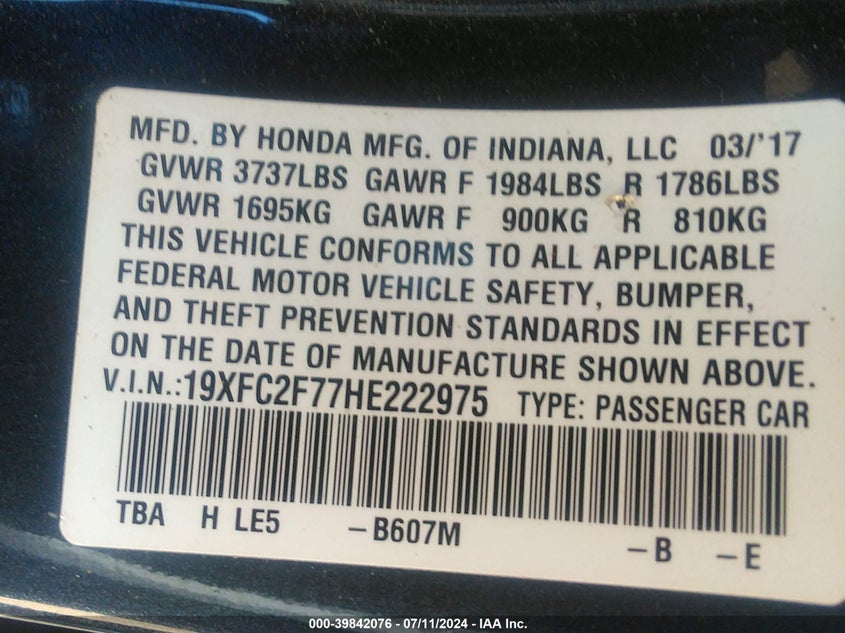 MFD. BY HONDA MFG. OF INDIANA, LLC 03/'17
GVWR 3737LBS GAWR F 1984LBS R 1786LBS
GVWR 1695KG GAWR F 900KG R 810KG
THIS VEHICLE CONFORMS TO ALL APPLICABLE
FEDERAL MOTOR VEHICLE SAFETY, BUMPER,
AND THEFT PREVENTION STANDARDS IN EFFECT
ON THE DATE OF MANUFACTURE SHOWN ABOVE.
V.I.N.:19XFC2F77HE222975 TYPE: PASSENGER CAR
TBA H LE5 -B607M -B -E
000-39842076 - 07/11/2024 - IAA Inc.